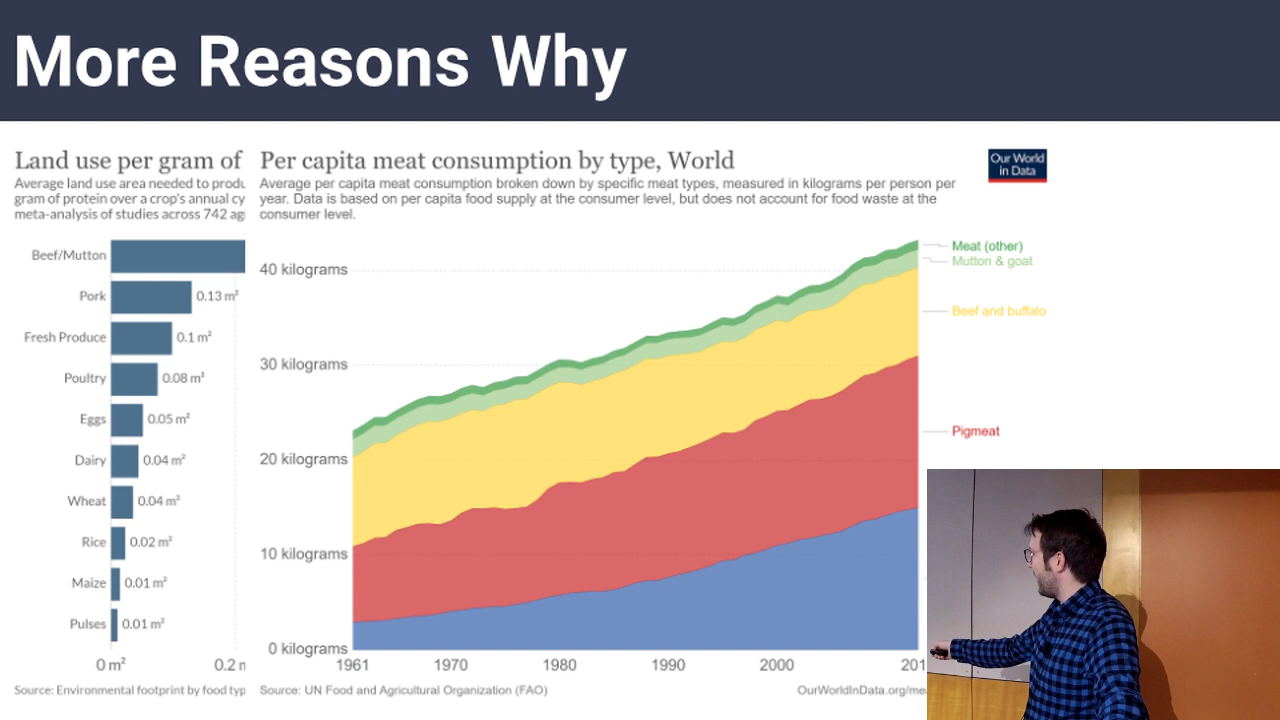 More Reasons Why
Land use per gram of
Average land use area needed to
gram of protein over a crop's annual
meta-analysis of studies across 742
Beef/Mutton
Pork
0.13 m²
Fresh Produce
0.1 m²
Poultry
0.08 m²
Eggs
0.05 m²
Dairy
0.04 m²
Wheat
0.04 m²
Rice
0.02 m²
Maize
0.01 m²
Pulses
0.01 m²
0 m²
0.2
Source: Environmental footprint by food
Per capita meat consumption by type, World
Average per capita meat consumption broken down by specific meat types, measured in kilograms per person per
year. Data is based on per capita food supply at the consumer level, but does not account for food waste at the
consumer level.
Our World
in Data
40 kilograms
30 kilograms
20 kilograms
10 kilograms
0 kilograms
1961
1970
1980
1990
2000
201
Meat (other)
Mutton & goat
Beef and buffalo
Pigmeat
Source: UN Food and Agricultural Organization (FAO)
OurWorldInData.org/me